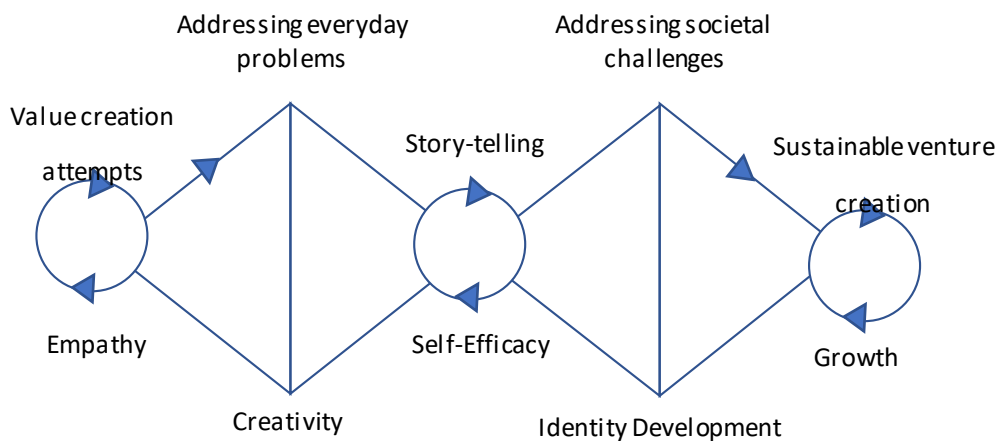 Addressing everyday
problems
Addressing societal
challenges
Value creation
attempts
Story-telling
Sustainable venture
creation
Empathy
Self-Efficacy
Growth
Creativity
Identity Development